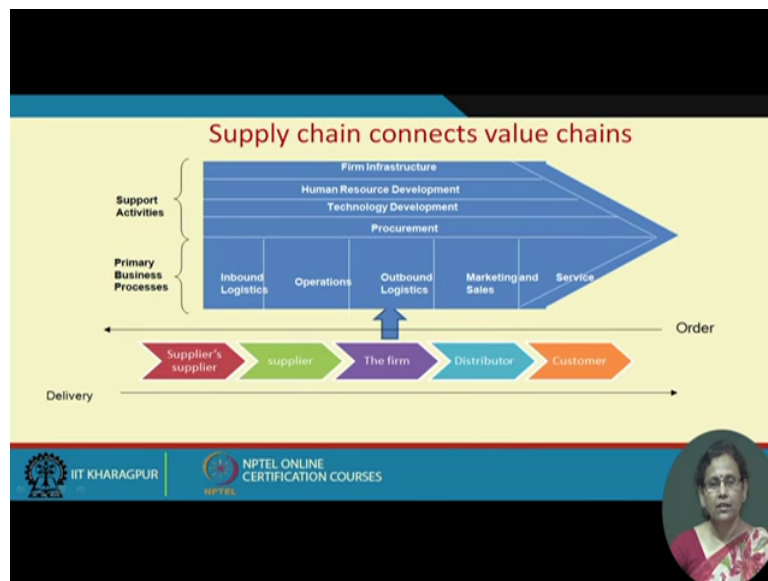 Supply chain connects value chains
Support
Activities
Firm Infrastructure
Human Resource Development
Technology Development
Procurement
Primary
Business
Processes
Inbound
Logistics
Operations
Outbound
Logistics
Marketing and
Sales
Service
Order
Supplier's
supplier
supplier
The firm
Distributor
Customer
Delivery
IIT KHARAGPUR
NPTEL
NPTEL ONLINE
CERTIFICATION COURSES